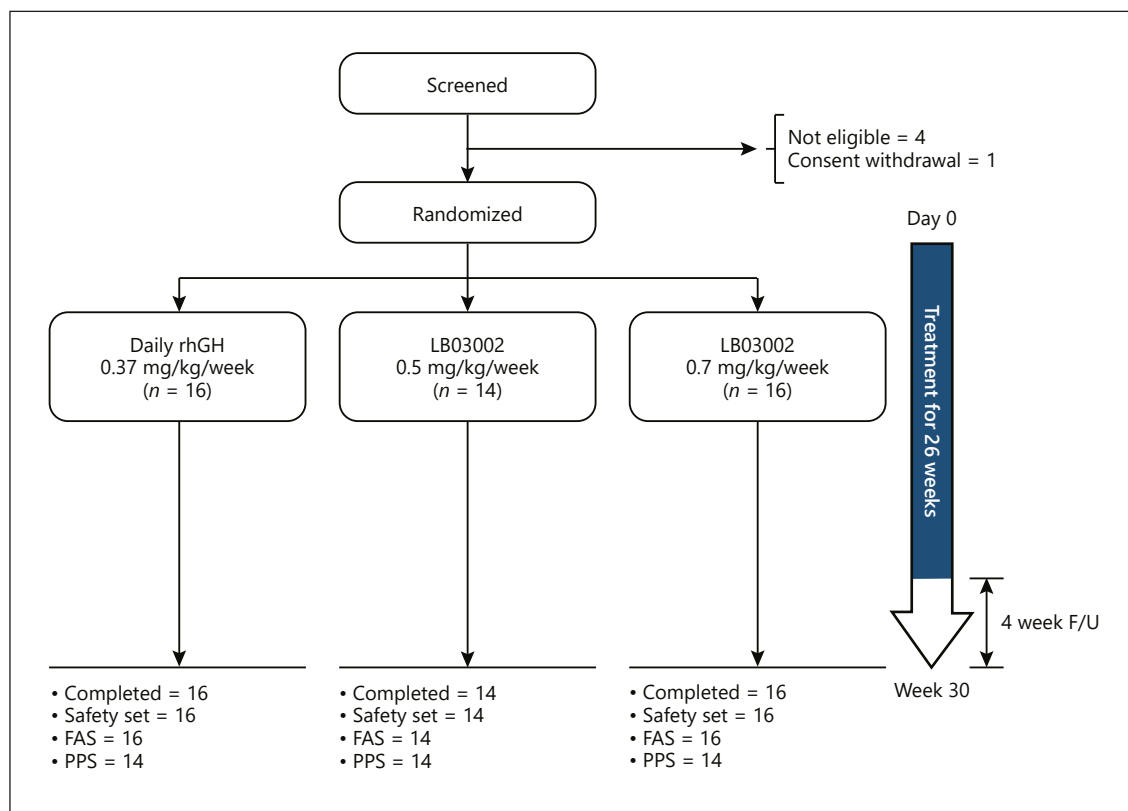 Screened
Not eligible = 4
Consent withdrawal = 1
Randomized
Day 0
Daily rhGH
0.37 mg/kg/week
(n = 16)
LB03002
0.5 mg/kg/week
(n = 14)
LB03002
0.7 mg/kg/week
(n = 16)
Treatment for 26 weeks
4 week F/U
Week 30
• Completed = 16
• Safety set = 16
• FAS = 16
• PPS = 14
• Completed = 14
• Safety set = 14
• FAS = 14
• PPS = 14
• Completed = 16
• Safety set = 16
• FAS = 16
• PPS = 14